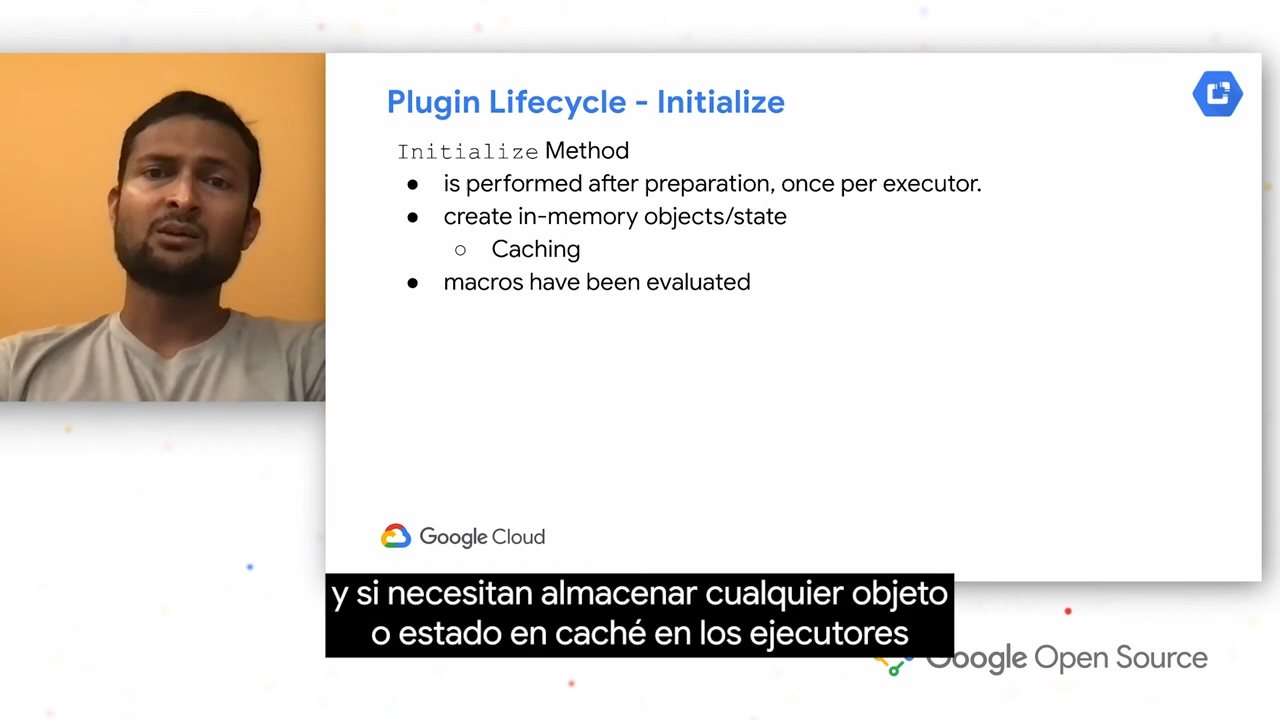 Plugin Lifecycle - Initialize
Initialize Method
● is performed after preparation, once per executor.
● create in-memory objects/state
○ Caching
● macros have been evaluated
Google Cloud
y si necesitan almacenar cualquier objeto
o estado en caché en los ejecutores
Google Open Source